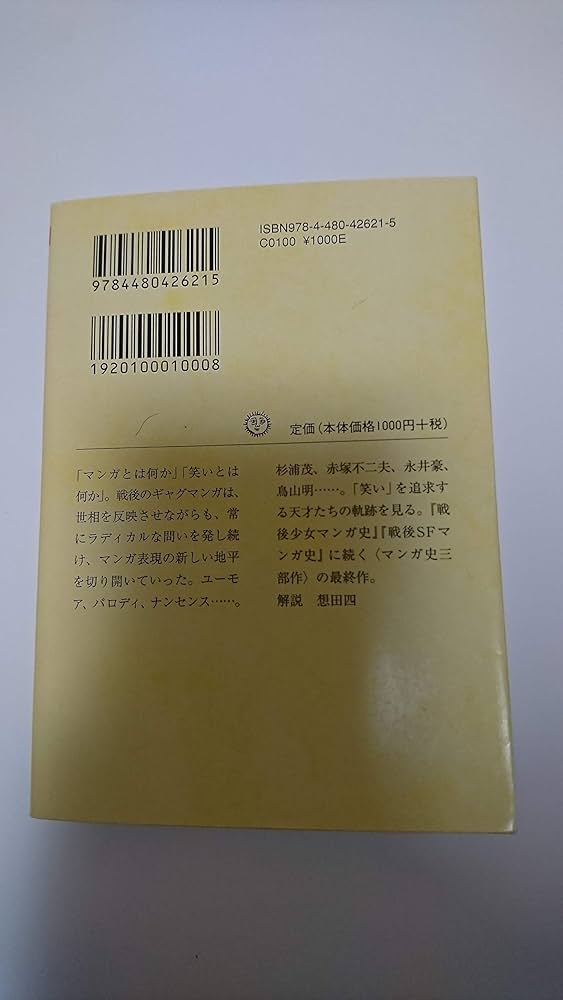 ISBN978-4-480-42621-5
C0100 ¥1000E
9784480426215
1920100010008
定価(本体価格1000円+税)
「マンガとは何か」「笑いとは
何か」。戦後のギャグマンガは、
世相を反映させながらも、常
にラディカルな問いを発し続
け、マンガ表現の新しい地平
を切り開いていった。ユーモ
ア、パロディ、ナンセンス……。
杉浦茂、赤塚不二夫、永井豪、
鳥山明……。「笑い」を追求す
る天才たちの軌跡を見る。『戦
後少女マンガ史』『戦後SFマ
ンガ史』に続く〈マンガ史三
部作〉の最終作。
解説 想田四